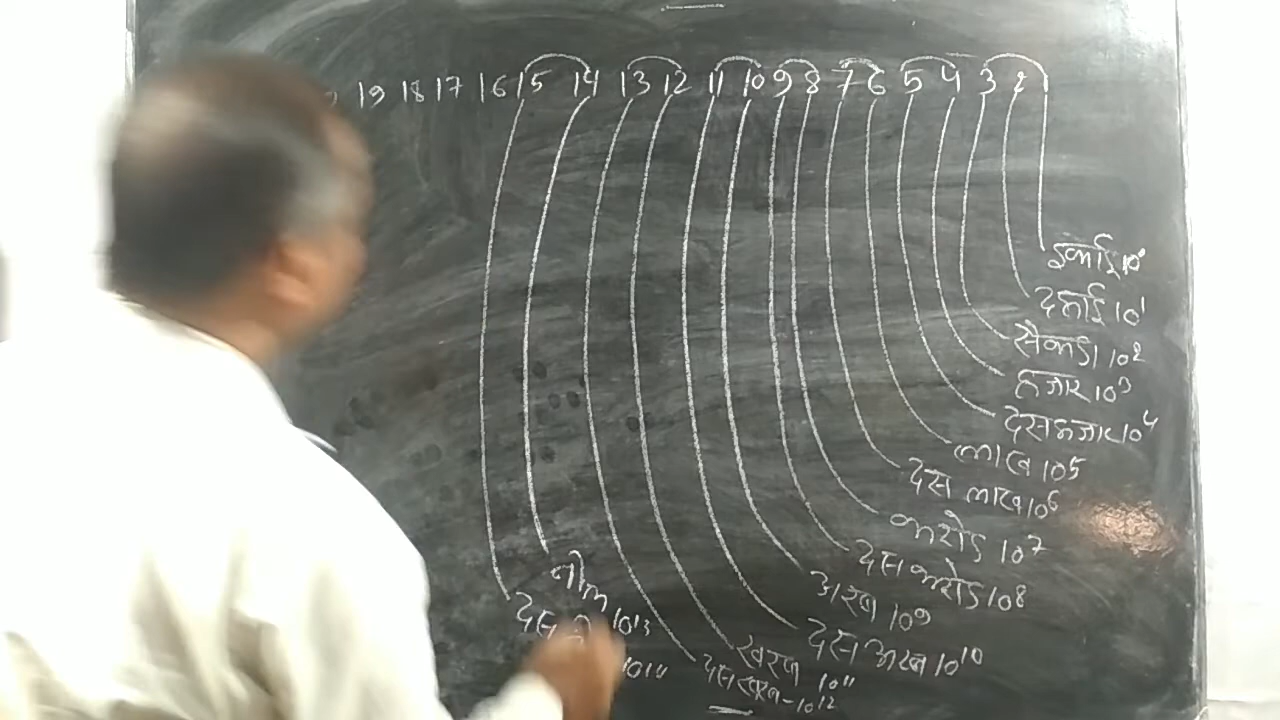 19 18 17 16 15 14 13 12 11 10 9 8 7 6 5 4 3 2 1
इकाई 10⁰
दहाई 10¹
सैकड़ा 10²
हजार 10³
दस हजार 10⁴
लाख 10⁵
दस लाख 10⁶
करोड़ 10⁷
दस करोड़ 10⁸
अरब 10⁹
दस अरब 10¹⁰
खरब 10¹¹
दस खरब-10¹²
नील 10¹³
दस 10¹⁴